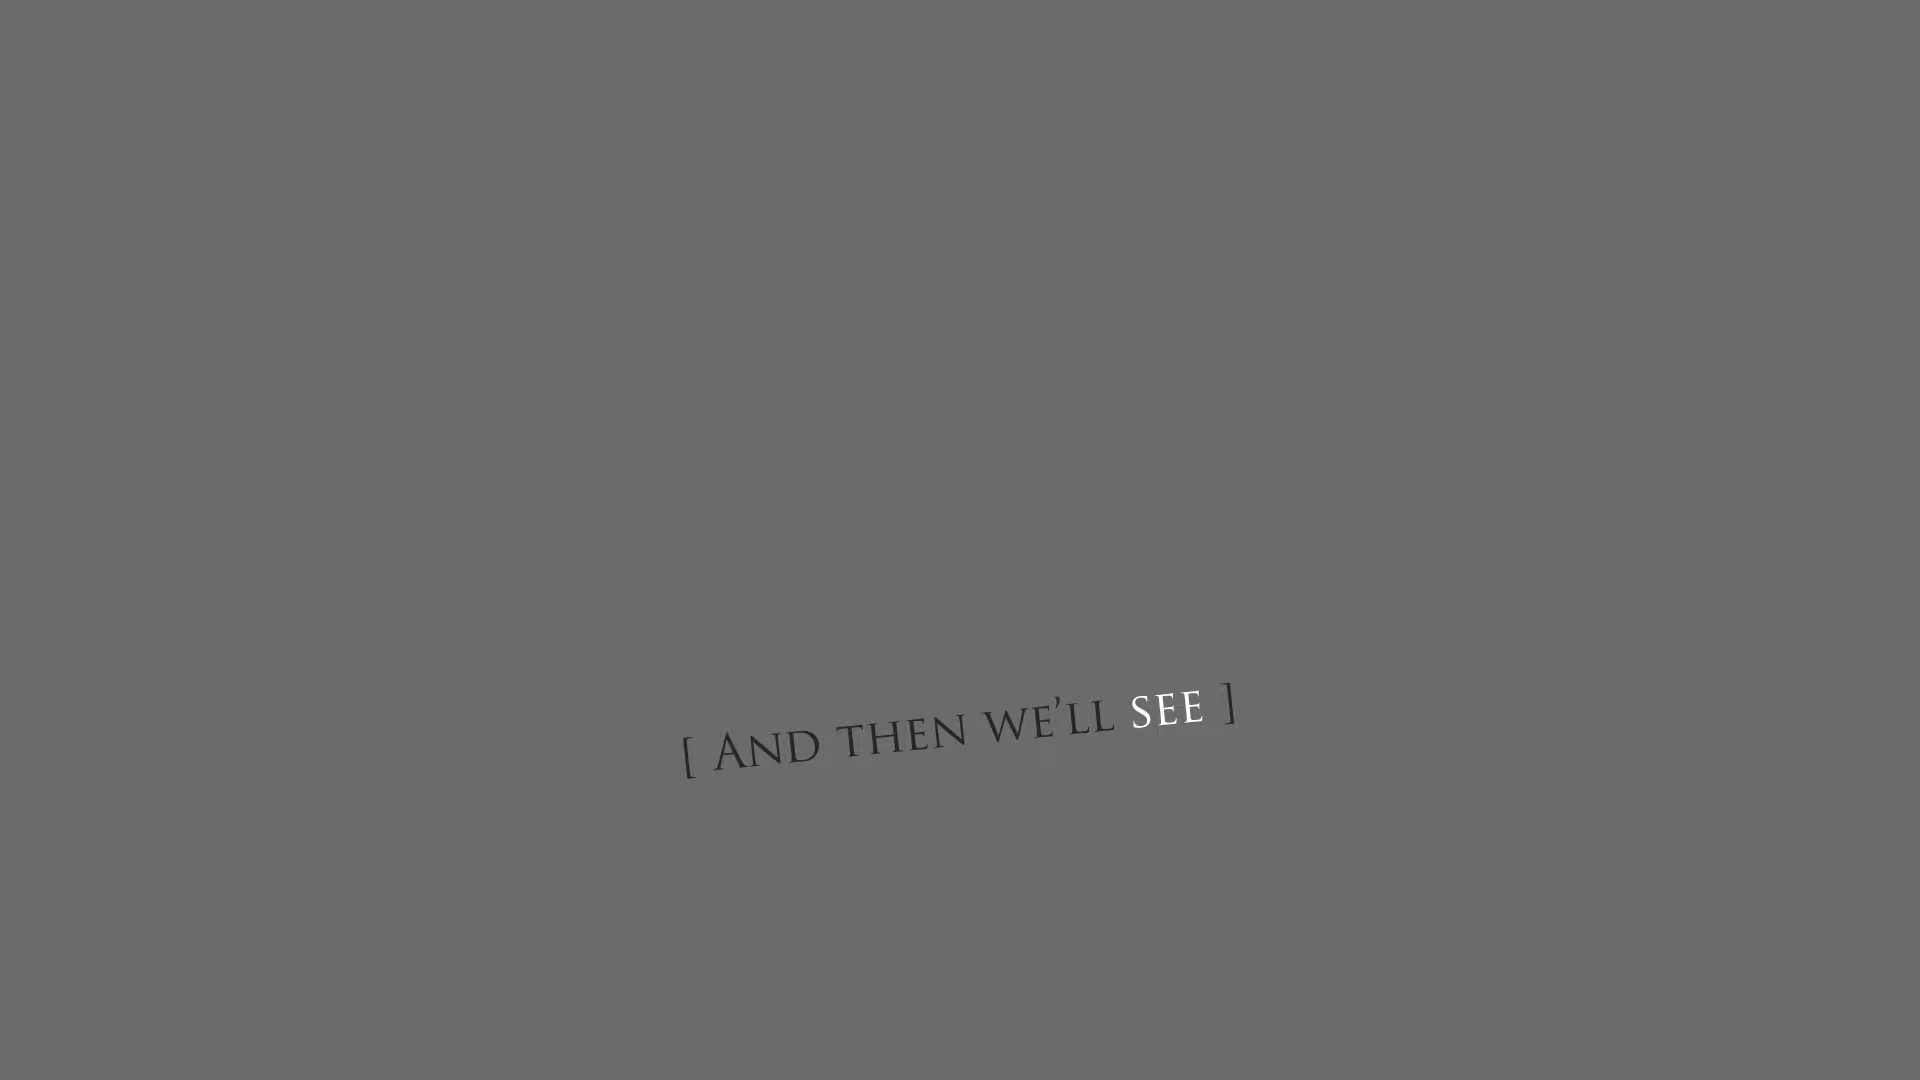 [ And then we’ll see ]